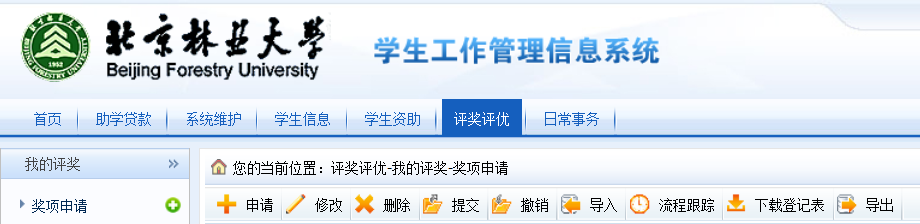 北京林业大学
Beijing Forestry University
学生工作管理信息系统
首页 助学贷款 系统维护 学生信息 学生资助 评奖评优 日常事务
我的评奖 »
您的当前位置：评奖评优-我的评奖-奖项申请
奖项申请
申请 修改 删除 提交 撤销 导入 流程跟踪 下载登记表 导出